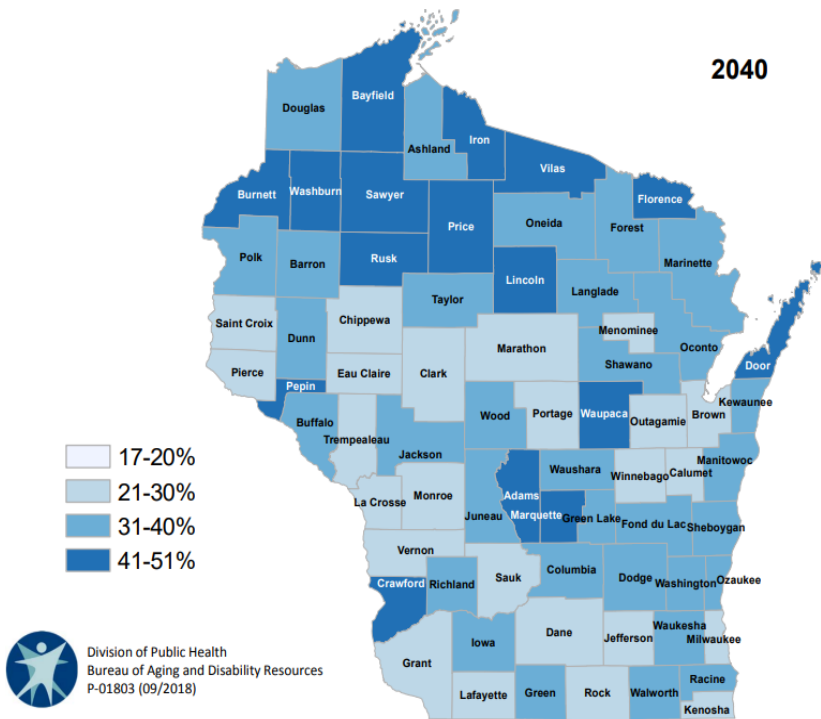 2040
Bayfield
Douglas
Iron
Ashland
Vilas
Burnett
Washburn
Sawyer
Florence
Price
Oneida
Forest
Polk
Barron
Rusk
Marinette
Lincoln
Langlade
Taylor
Saint Croix
Chippewa
Menominee
Dunn
Marathon
Oconto
Shawano
Door
Pierce
Eau Claire
Clark
Pepin
Kewaunee
Brown
Wood
Portage
Waupaca
Outagamie
Buffalo
Trempealeau
Jackson
Manitowoc
Waushara
Calumet
Winnebago
Adams
Monroe
La Crosse
Marquette
Juneau
Green Lake
Fond du Lac
Sheboygan
Vernon
Columbia
Sauk
Dodge
Washington
Ozaukee
Crawford
Richland
Waukesha
Dane
Jefferson
Milwaukee
Iowa
Grant
Racine
Lafayette
Green
Rock
Walworth
Kenosha
17-20%
21-30%
31-40%
41-51%
Division of Public Health
Bureau of Aging and Disability Resources
P-01803 (09/2018)